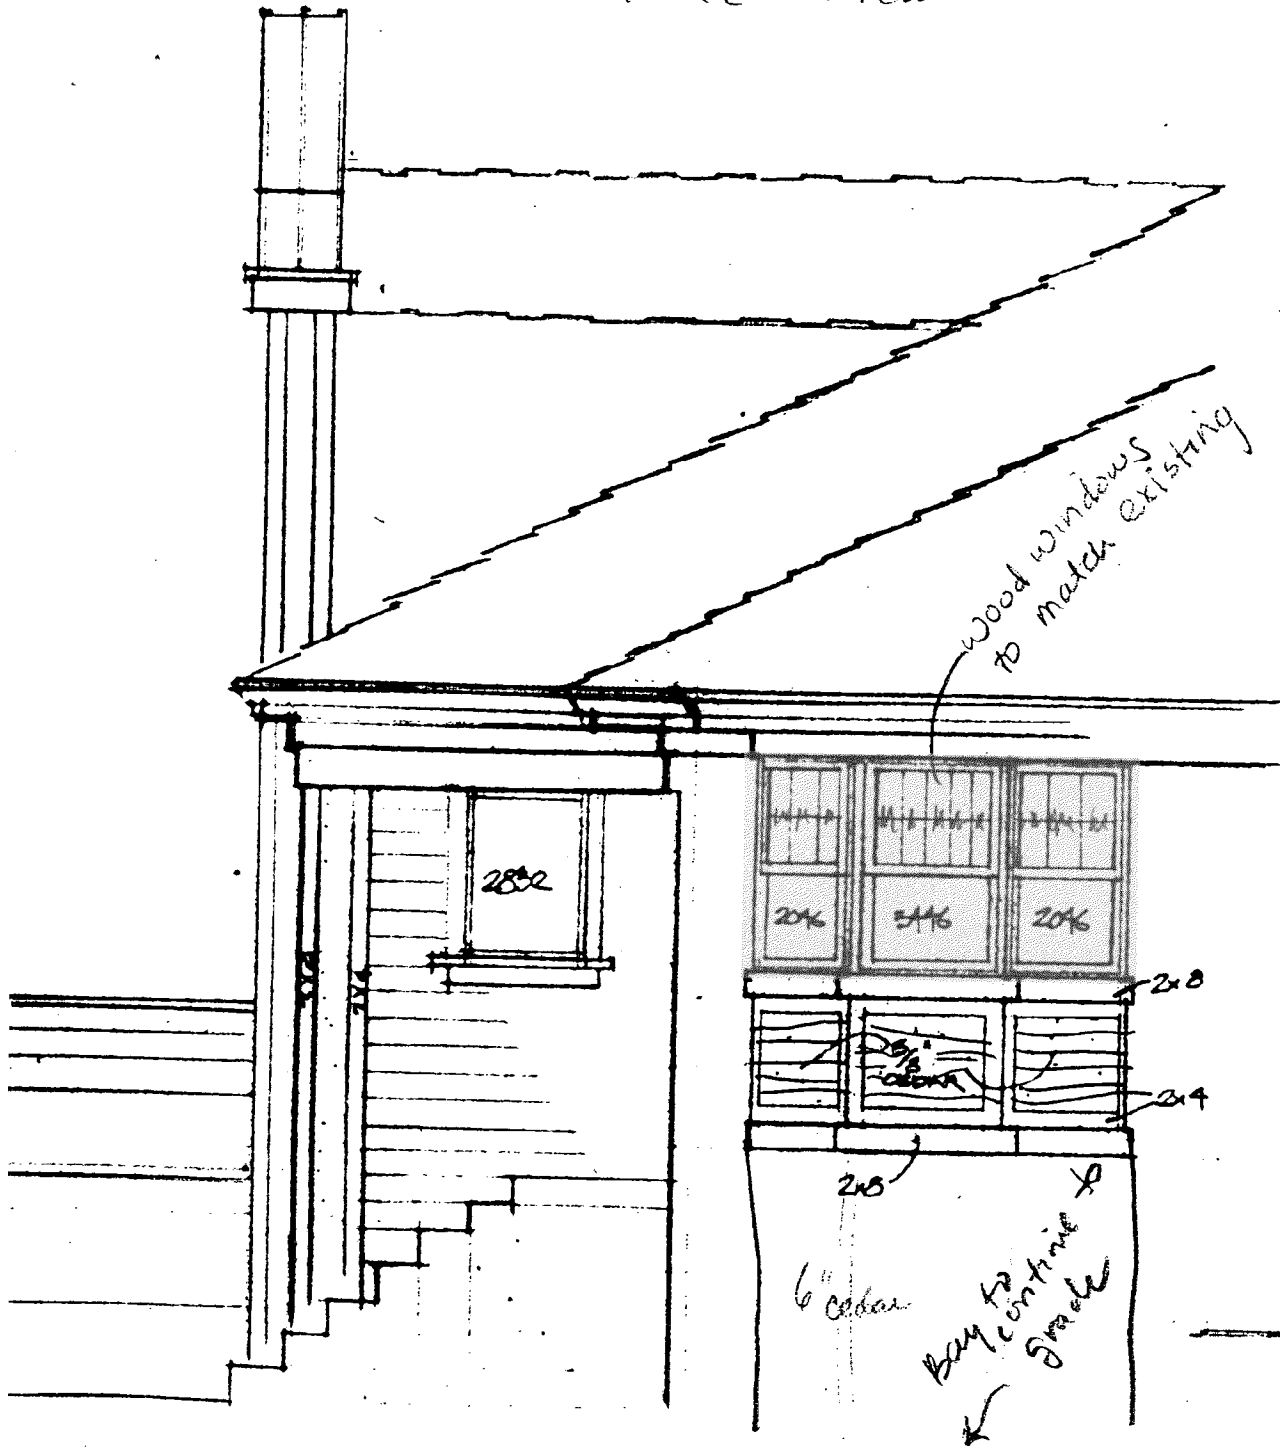 wood windows
to match existing
2832
2046
3446
2046
2x8
5/8"
CEDAR
2x4
2x8
6" cedar
Bay to
continue to
grade